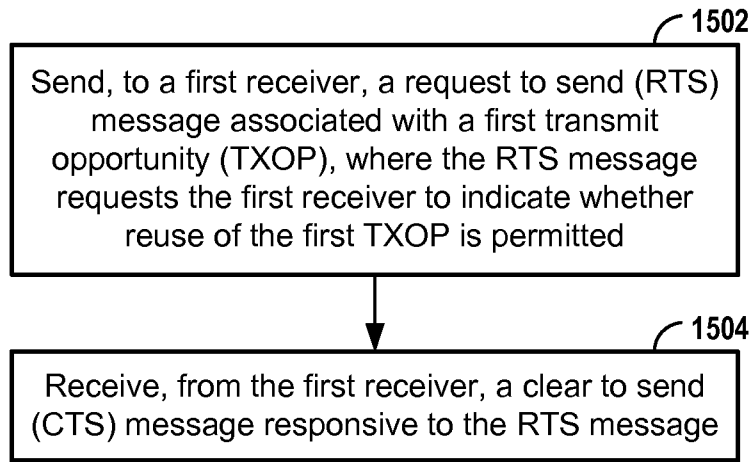 1502
Send, to a first receiver, a request to send (RTS)
message associated with a first transmit
opportunity (TXOP), where the RTS message
requests the first receiver to indicate whether
reuse of the first TXOP is permitted
1504
Receive, from the first receiver, a clear to send
(CTS) message responsive to the RTS message